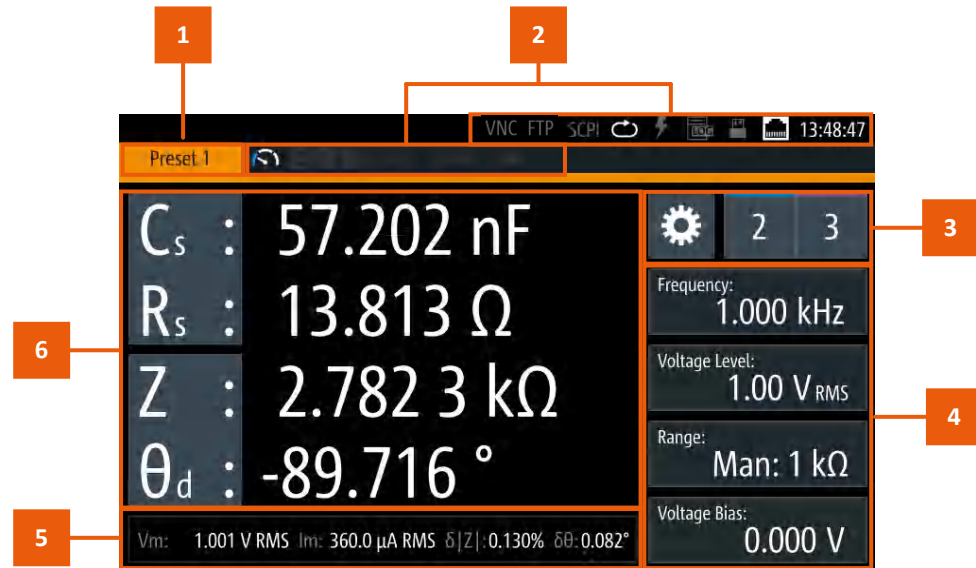 1
2
VNC FTP SCPI LOG 13:48:47
Preset 1
Cs : 57.202 nF
2 3
3
Rs : 13.813 Ω
Frequency:
1.000 kHz
6
Z : 2.782 3 kΩ
Voltage Level:
1.00 V RMS
4
θd : -89.716 °
Range:
Man: 1 kΩ
5
Vm: 1.001 V RMS Im: 360.0 µA RMS δ|Z|: 0.130% δθ: 0.082°
Voltage Bias:
0.000 V